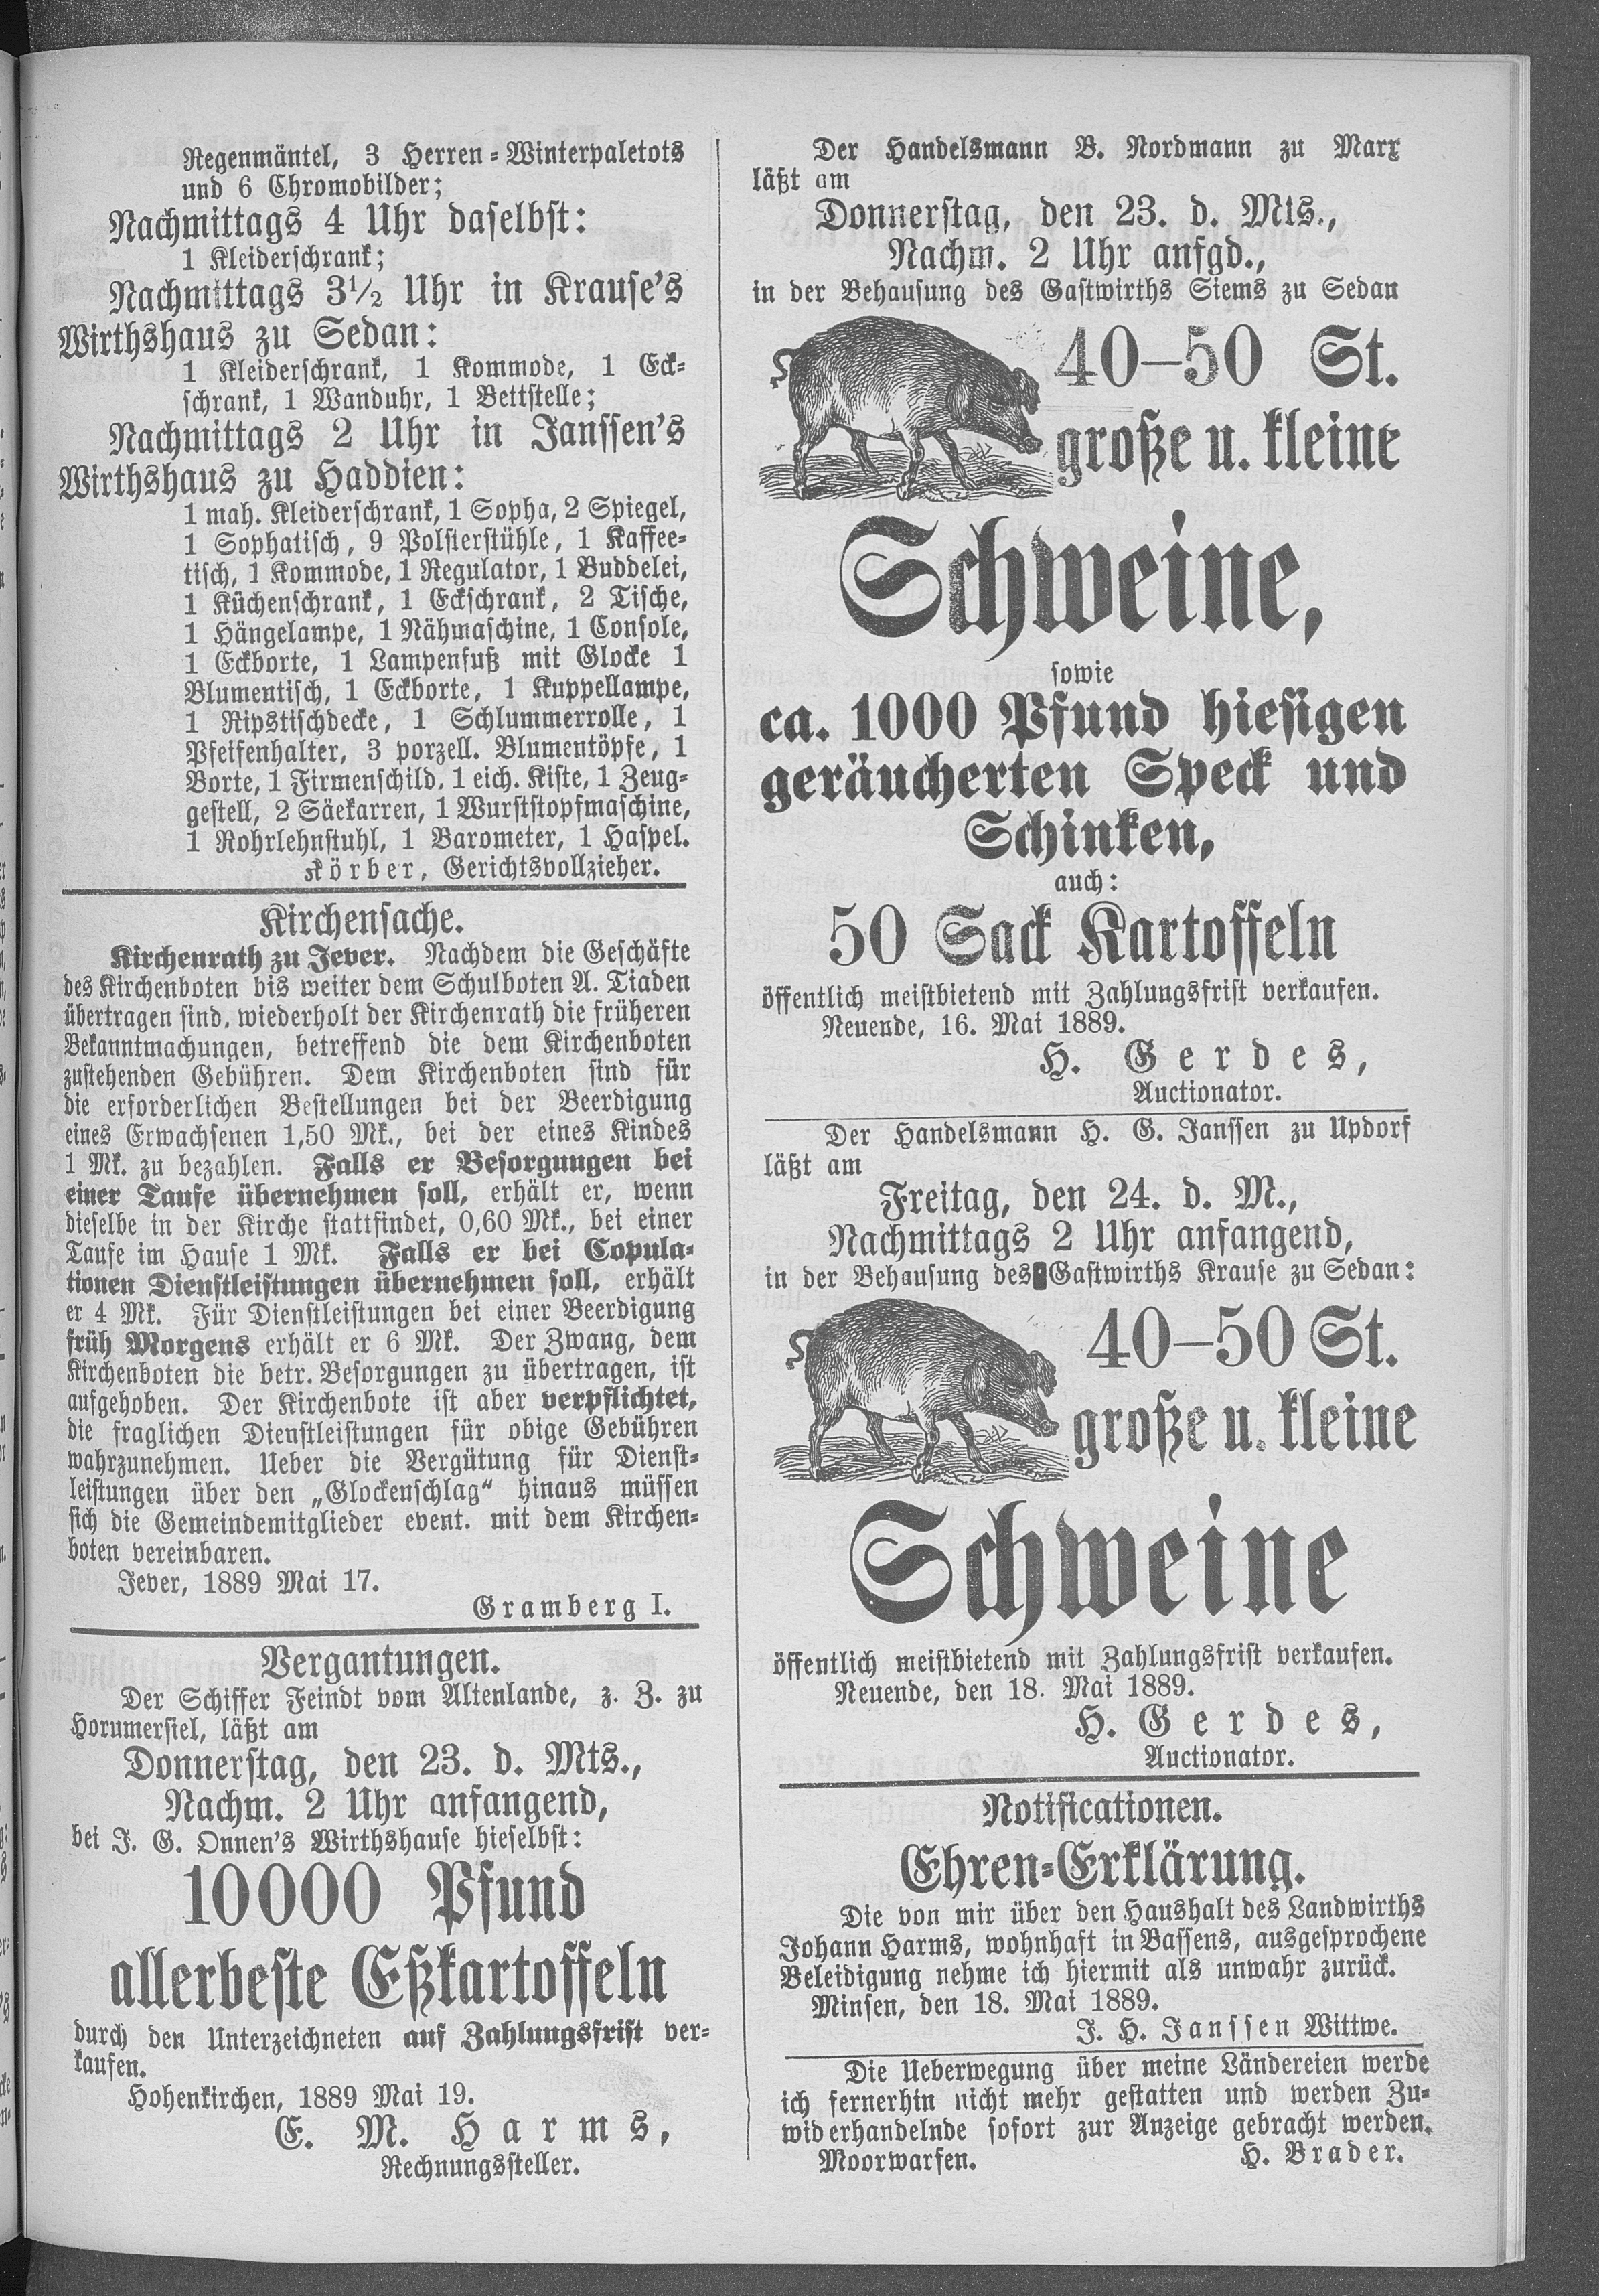 Regenmäntel, 3 Herren-Winterpaletots
und 6 Chromobilder;
Nachmittags 4 Uhr daselbst:
1 Kleiderschrank;
Nachmittags 3½ Uhr in Krause's
Wirthshaus zu Sedan:
1 Kleiderschrank, 1 Kommode, 1 Eck-
schrank, 1 Wanduhr, 1 Bettstelle;
Nachmittags 2 Uhr in Janssen's
Wirthshaus zu Haddien:
1 mah. Kleiderschrank, 1 Sopha, 2 Spiegel,
1 Sophatisch, 9 Polsterstühle, 1 Kaffee-
tisch, 1 Kommode, 1 Regulator, 1 Buddelei,
1 Küchenschrank, 1 Eckschrank, 2 Tische,
1 Hängelampe, 1 Nähmaschine, 1 Console,
1 Eckborte, 1 Lampenfuß mit Glocke 1
Blumentisch, 1 Eckborte, 1 Kuppellampe,
1 Ripstischdecke, 1 Schlummerrolle, 1
Pfeifenhalter, 3 porzell. Blumentöpfe, 1
Borte, 1 Firmenschild, 1 eich. Kiste, 1 Zeug-
gestell, 2 Säekarren, 1 Wurststopfmaschine,
1 Rohrlehnstuhl, 1 Barometer, 1 Haspel.
Körber, Gerichtsvollzieher.
Kirchensache.
Kirchenrath zu Jever. Nachdem die Geschäfte
des Kirchenboten bis weiter dem Schulboten A. Tiaden
übertragen sind, wiederholt der Kirchenrath die früheren
Bekanntmachungen, betreffend die dem Kirchenboten
zustehenden Gebühren. Dem Kirchenboten sind für
die erforderlichen Bestellungen bei der Beerdigung
eines Erwachsenen 1,50 Mk., bei der eines Kindes
1 Mk. zu bezahlen. Falls er Besorgungen bei
einer Taufe übernehmen soll, erhält er, wenn
dieselbe in der Kirche stattfindet, 0,60 Mk., bei einer
Taufe im Hause 1 Mk. Falls er bei Copula-
tionen Dienstleistungen übernehmen soll, erhält
er 4 Mk. Für Dienstleistungen bei einer Beerdigung
früh Morgens erhält er 6 Mk. Der Zwang, dem
Kirchenboten die betr. Besorgungen zu übertragen, ist
aufgehoben. Der Kirchenbote ist aber verpflichtet,
die fraglichen Dienstleistungen für obige Gebühren
wahrzunehmen. Ueber die Vergütung für Dienst-
leistungen über den „Glockenschlag“ hinaus müssen
sich die Gemeindemitglieder event. mit dem Kirchen-
boten vereinbaren.
Jever, 1889 Mai 17.
Gramberg I.
Vergantungen.
Der Schiffer Feindt vom Altenlande, z. Z. zu
Horumersiel, läßt am
Donnerstag, den 23. d. Mts.,
Nachm. 2 Uhr anfangend,
bei J. G. Onnen's Wirthshause hieselbst:
10000 Pfund
allerbeste Eßkartoffeln
durch den Unterzeichneten auf Zahlungsfrist ver-
kaufen.
Hohenkirchen, 1889 Mai 19.
E. M. Harms,
Rechnungssteller.
Der Handelsmann B. Nordmann zu Marx
läßt am
Donnerstag, den 23. d. Mts.,
Nachm. 2 Uhr anfgd.,
in der Behausung des Gastwirths Siems zu Sedan
40–50 St.
große u. kleine
Schweine,
sowie
ca. 1000 Pfund hiesigen
geräucherten Speck und
Schinken,
auch:
50 Sack Kartoffeln
öffentlich meistbietend mit Zahlungsfrist verkaufen.
Neuende, 16. Mai 1889.
H. Gerdes,
Auctionator.
Der Handelsmann H. G. Janssen zu Updorf
läßt am
Freitag, den 24. d. M.,
Nachmittags 2 Uhr anfangend,
in der Behausung des Gastwirths Krause zu Sedan:
40–50 St.
große u. kleine
Schweine
öffentlich meistbietend mit Zahlungsfrist verkaufen.
Neuende, den 18. Mai 1889.
H. Gerdes,
Auctionator.
Notificationen.
Ehren-Erklärung.
Die von mir über den Haushalt des Landwirths
Johann Harms, wohnhaft in Bassens, ausgesprochene
Beleidigung nehme ich hiermit als unwahr zurück.
Minsen, den 18. Mai 1889.
J. H. Janssen Wittwe.
Die Ueberwegung über meine Ländereien werde
ich fernerhin nicht mehr gestatten und werden Zu-
widerhandelnde sofort zur Anzeige gebracht werden.
Moorwarfen. H. Brader.